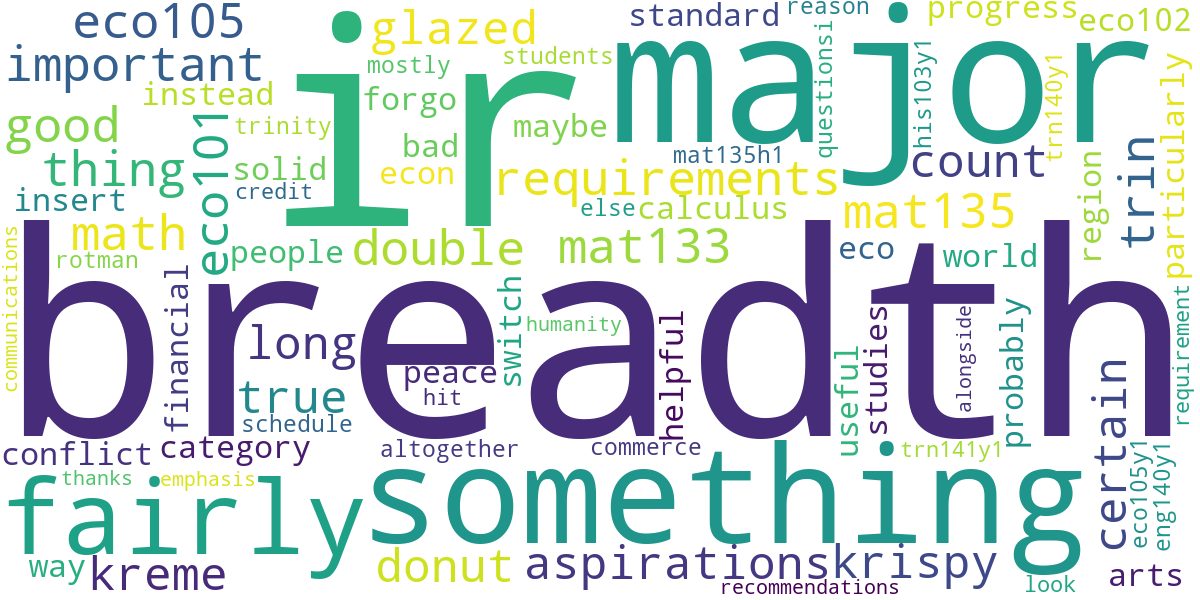 eco105
glazed
standard
reason
progress
eco102
important
ir
major
mostly
students
instead
forgo
questionsi
his103y1
trn140y1
particularly
good
trinity
bad
maybe
thing
eco101
solid
econ
requirements
mat135h1
count
region
trin
insert
credit
else
calculus
mat135
math
rotman
people
double
mat133
eco
world
breadth
communications
financial
long
switch
humanity
helpful
useful
studies
alongside
probably
requirement
peace
true
hit
schedule
certain
conflict
category
altogether
commerce
trn141y1
eco105y1
eng140y1
thanks
emphasis
fairly
something
way
kreme
donut
aspirations
krispy
recommendations
look
arts